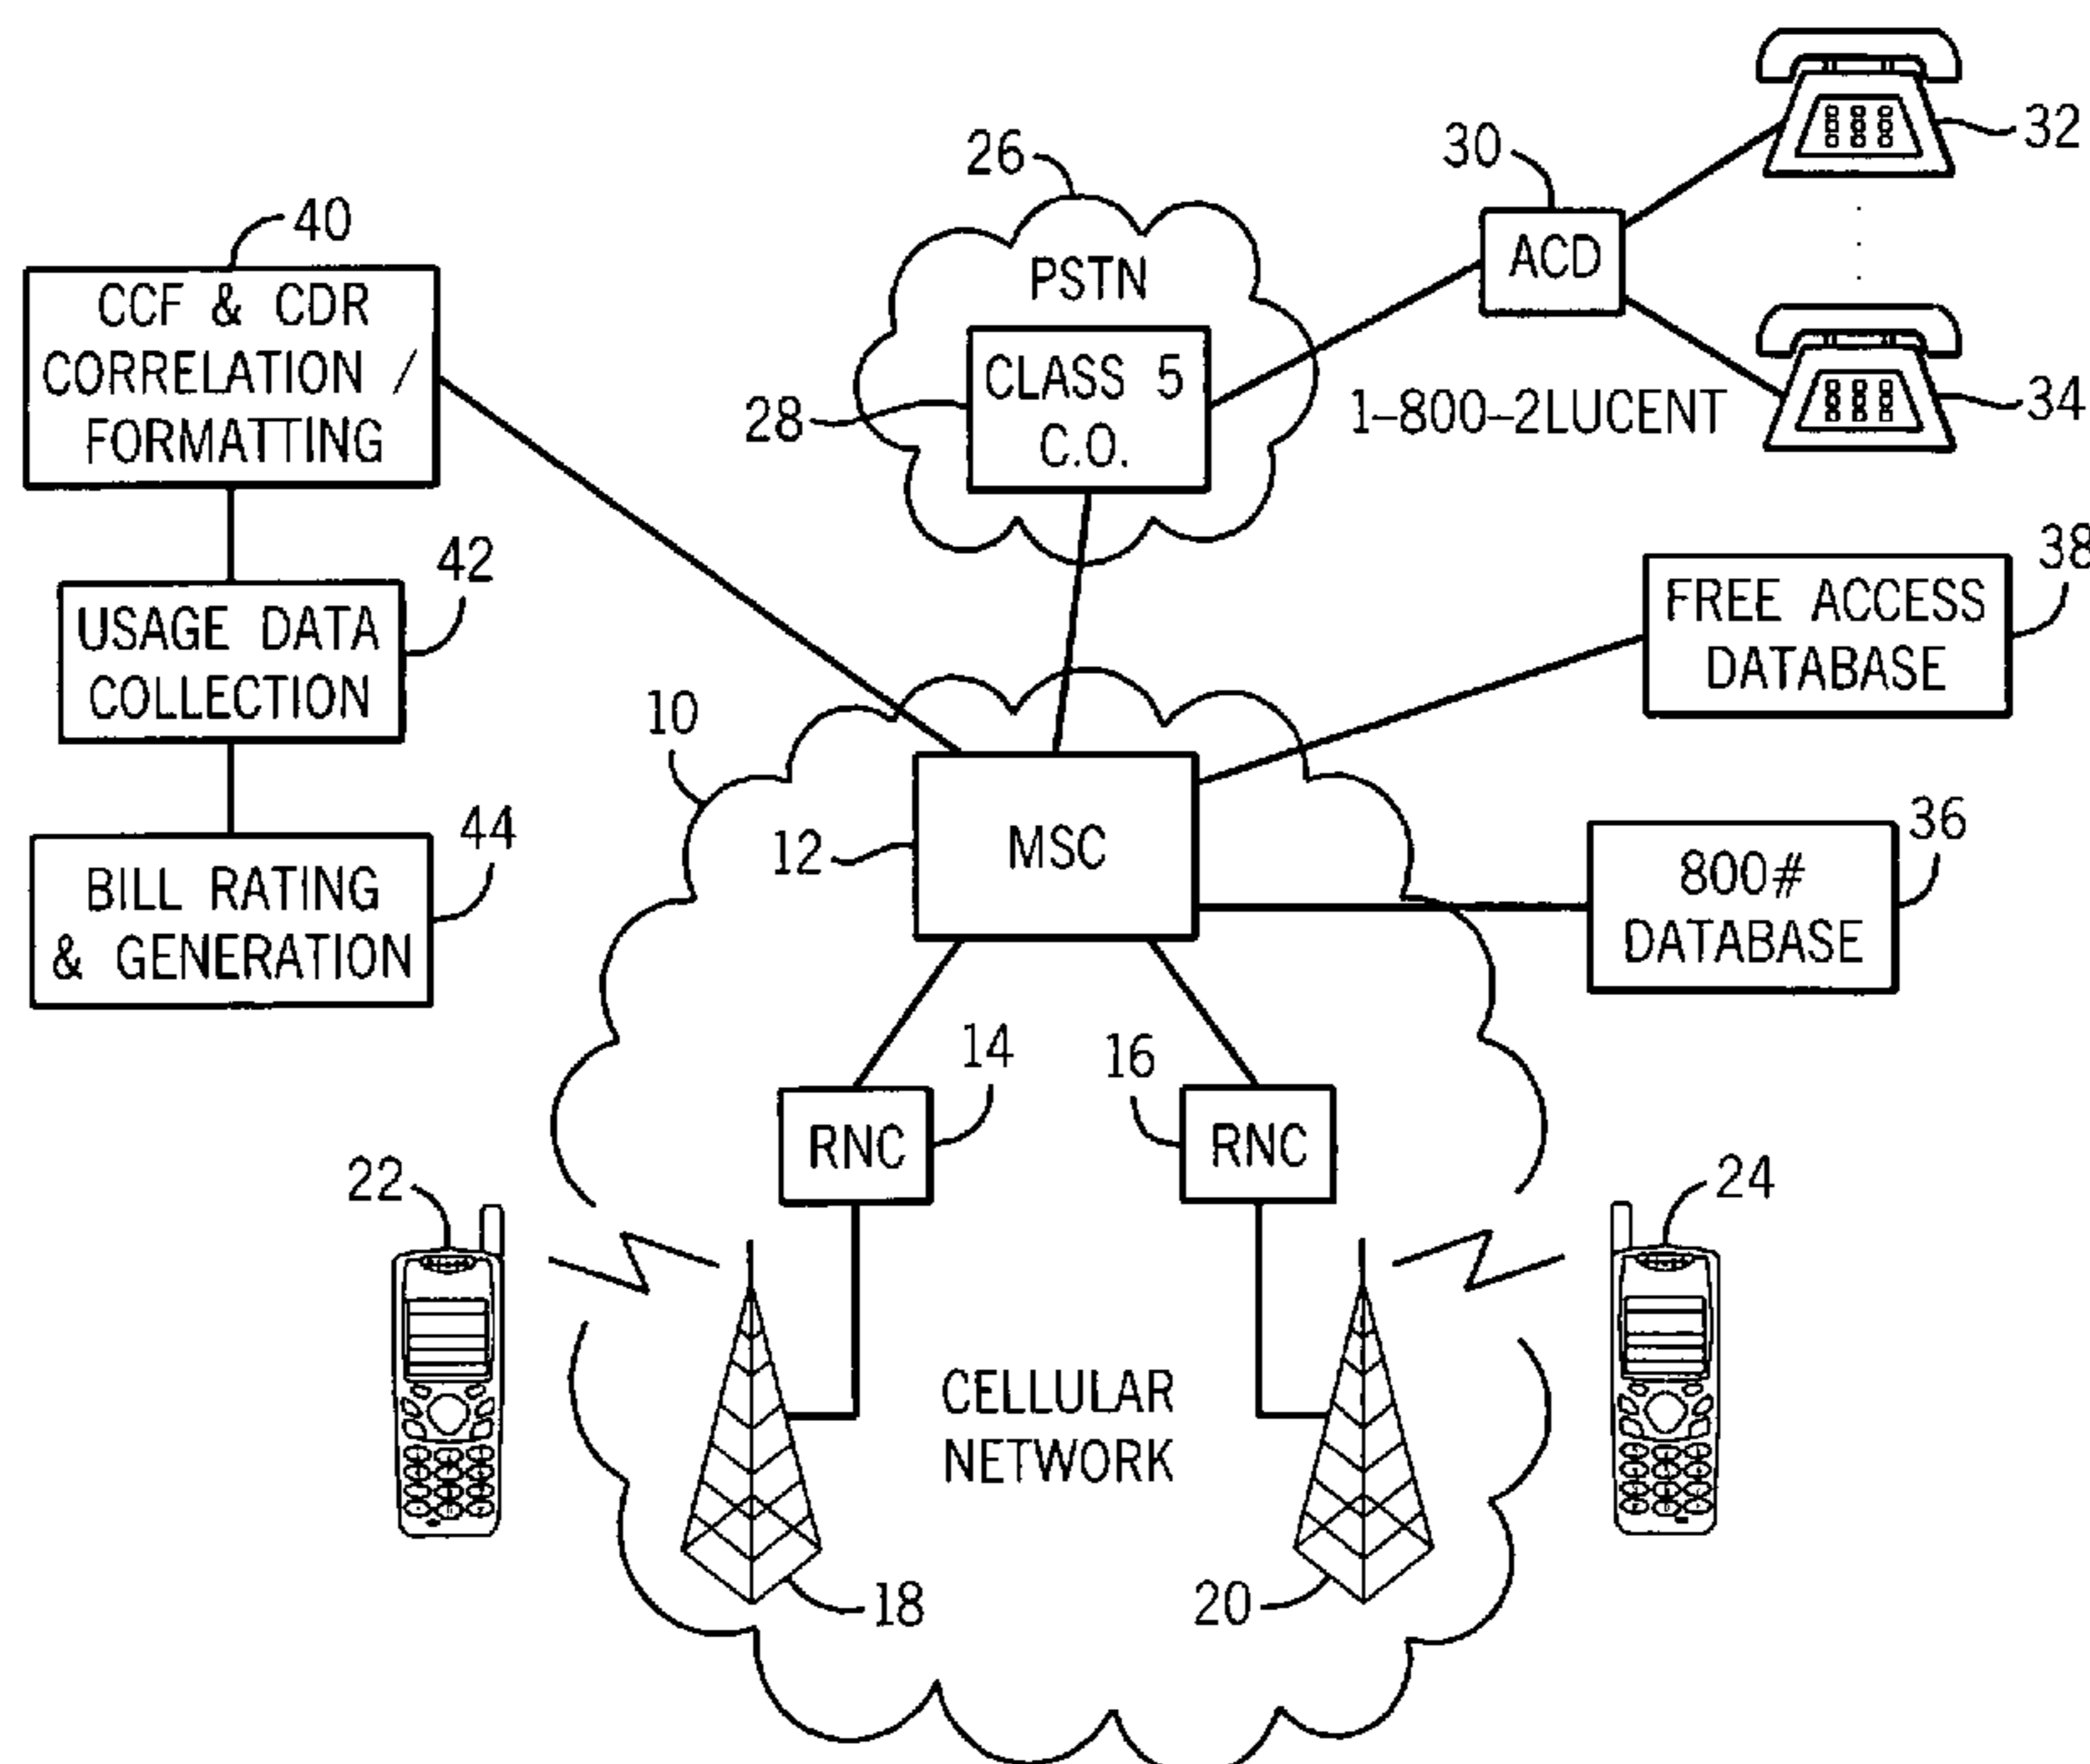 32
26
30
40
PSTN
ACD
CCF & CDR
CORRELATION /
FORMATTING
CLASS 5
C.O.
28
1-800-2LUCENT
34
42
38
USAGE DATA
COLLECTION
FREE ACCESS
DATABASE
10
44
12
MSC
36
BILL RATING
& GENERATION
800#
DATABASE
14
16
RNC
RNC
22
24
CELLULAR
NETWORK
18
20